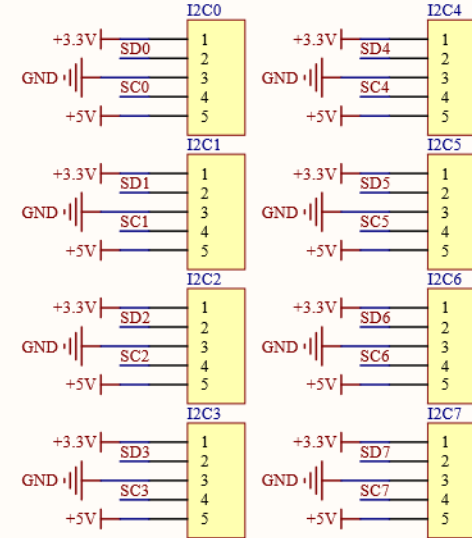 I2C0
+3.3V 1
SD0 2
GND 3
SC0 4
+5V 5
I2C1
+3.3V 1
SD1 2
GND 3
SC1 4
+5V 5
I2C2
+3.3V 1
SD2 2
GND 3
SC2 4
+5V 5
I2C3
+3.3V 1
SD3 2
GND 3
SC3 4
+5V 5
I2C4
+3.3V 1
SD4 2
GND 3
SC4 4
+5V 5
I2C5
+3.3V 1
SD5 2
GND 3
SC5 4
+5V 5
I2C6
+3.3V 1
SD6 2
GND 3
SC6 4
+5V 5
I2C7
+3.3V 1
SD7 2
GND 3
SC7 4
+5V 5